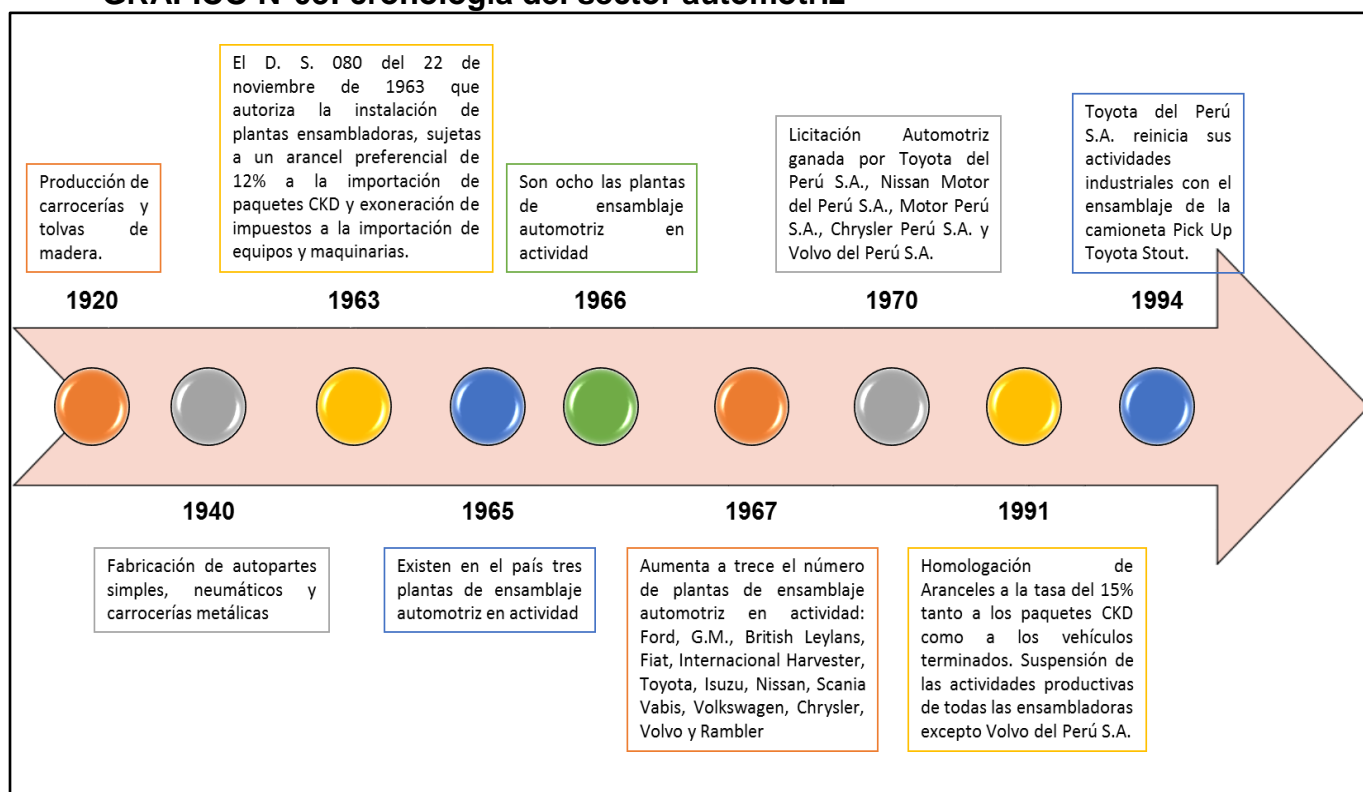 GRÁFICO N°03: cronología del sector automotriz
El D. S. 080 del 22 de
noviembre de 1963 que
autoriza la instalación de
plantas ensambladoras, sujetas
a un arancel preferencial de
12% a la importación de
paquetes CKD y exoneración de
impuestos a la importación de
equipos y maquinarias.
Producción de
carrocerías y
tolvas de
madera.
Son ocho las plantas
de ensamblaje
automotriz en
actividad
Licitación Automotriz
ganada por Toyota del
Perú S.A., Nissan Motor
del Perú S.A., Motor Perú
S.A., Chrysler Perú S.A. y
Volvo del Perú S.A.
Toyota del Perú
S.A. reinicia sus
actividades
industriales con el
ensamblaje de la
camioneta Pick Up
Toyota Stout.
1920
1963
1966
1970
1994
1940
1965
1967
1991
Fabricación de autopartes
simples, neumáticos y
carrocerías metálicas
Existen en el país tres
plantas de ensamblaje
automotriz en actividad
Aumenta a trece el número
de plantas de ensamblaje
automotriz en actividad:
Ford, G.M., British Leylans,
Fiat, Internacional Harvester,
Toyota, Isuzu, Nissan, Scania
Vabis, Volkswagen, Chrysler,
Volvo y Rambler
Homologación de
Aranceles a la tasa del 15%
tanto a los paquetes CKD
como a los vehículos
terminados. Suspensión de
las actividades productivas
de todas las ensambladoras
excepto Volvo del Perú S.A.